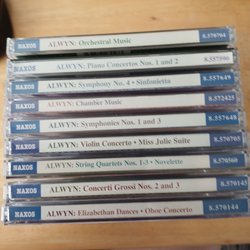 NAXOS ALWYN: Orchestral Music 8.570704
NAXOS ALWYN: Piano Concertos Nos. 1 and 2 8.557590
NAXOS ALWYN: Symphony No. 4 • Sinfonietta 8.557649
NAXOS ALWYN: Chamber Music 8.572425
NAXOS ALWYN: Symphonies Nos. 1 and 3 8.557648
NAXOS ALWYN: Violin Concerto • Miss Julie Suite 8.570705
NAXOS ALWYN: String Quartets Nos. 1-3 • Novelette 8.570560
NAXOS ALWYN: Concerti Grossi Nos. 2 and 3 8.570145
NAXOS ALWYN: Elizabethan Dances • Oboe Concerto 8.570144